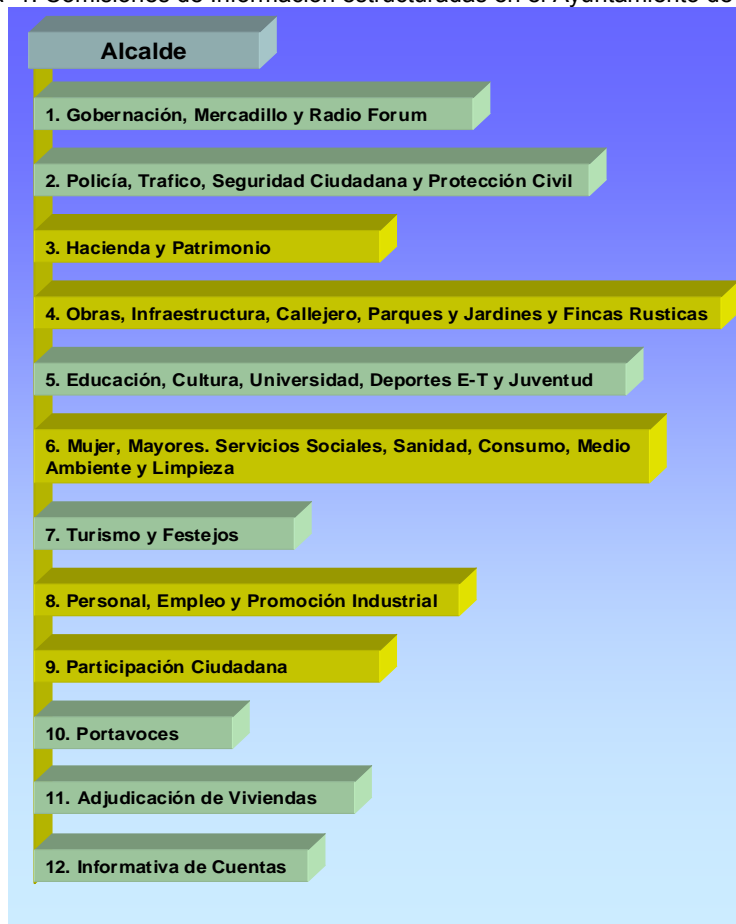 1. Comisiones de Información estructuradas en el Ayuntamiento de
Alcalde
1. Gobernación, Mercadillo y Radio Forum
2. Policía, Trafico, Seguridad Ciudadana y Protección Civil
3. Hacienda y Patrimonio
4. Obras, Infraestructura, Callejero, Parques y Jardines y Fincas Rusticas
5. Educación, Cultura, Universidad, Deportes E-T y Juventud
6. Mujer, Mayores. Servicios Sociales, Sanidad, Consumo, Medio
Ambiente y Limpieza
7. Turismo y Festejos
8. Personal, Empleo y Promoción Industrial
9. Participación Ciudadana
10. Portavoces
11. Adjudicación de Viviendas
12. Informativa de Cuentas